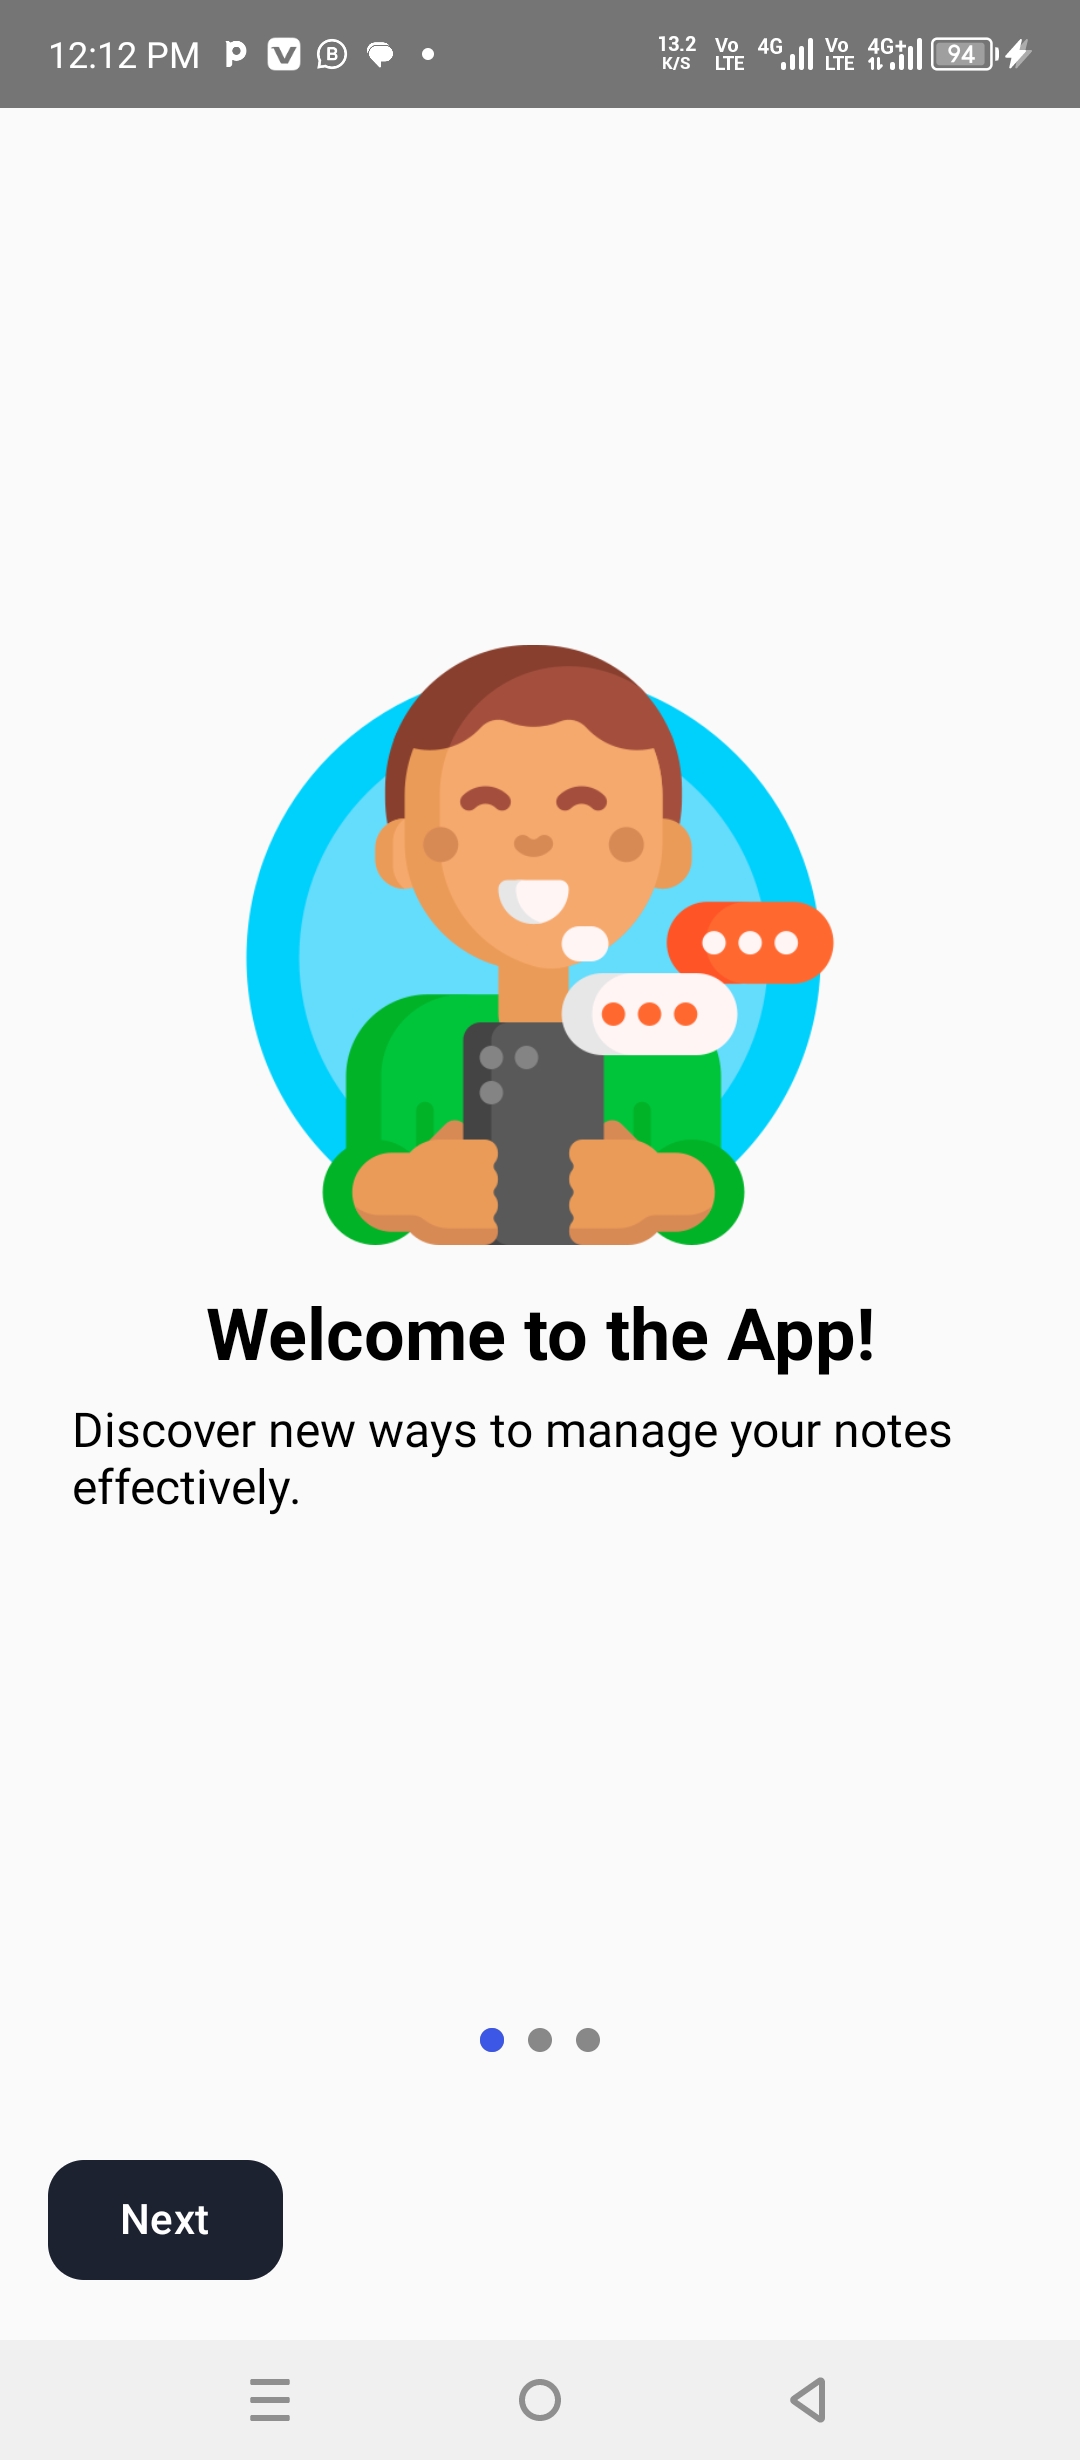 12:12 PM
13.2 K/S Vo LTE 4G Vo LTE 4G+ 94
Welcome to the App!
Discover new ways to manage your notes
effectively.
Next